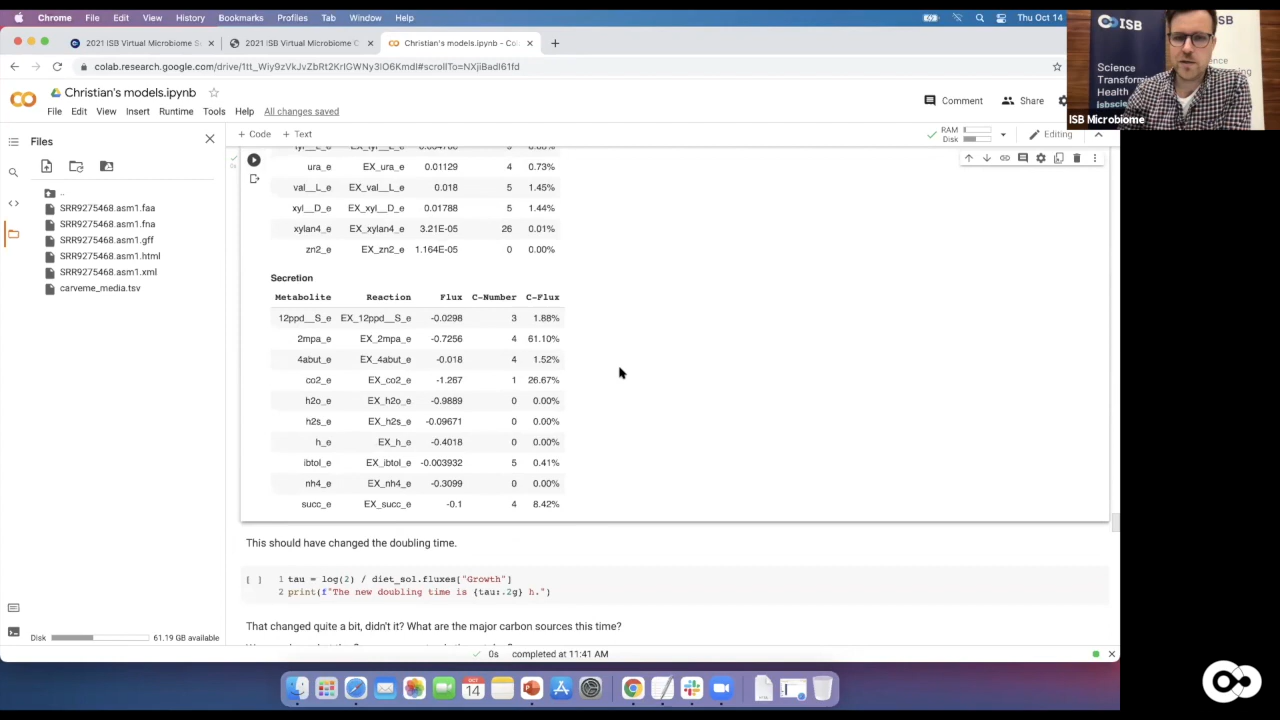 Chrome File Edit View History Bookmarks Profiles Tab Window Help Thu Oct 14
2021 ISB Virtual Microbiome S 2021 ISB Virtual Microbiome C Christian's models.ipynb - Col
colab.research.google.com/drive/1tt_Wiy9zVkJvZbRt2KrIGWNy3iO6KmdI#scrollTo=NXjiBadI61fd
Christian's models.ipynb
File Edit View Insert Runtime Tools Help All changes saved
Comment Share
ISB
Science
Transforming
Health
ISB Microbiome
Files
+ Code + Text
RAM
Disk
Editing
..
SRR9275468.asm1.faa
SRR9275468.asm1.fna
SRR9275468.asm1.gff
SRR9275468.asm1.html
SRR9275468.asm1.xml
carveme_media.tsv
ura_e EX_ura_e 0.01129 4 0.73%
val__L_e EX_val__L_e 0.018 5 1.45%
xyl__D_e EX_xyl__D_e 0.01788 5 1.44%
xylan4_e EX_xylan4_e 3.21E-05 26 0.01%
zn2_e EX_zn2_e 1.164E-05 0 0.00%
Secretion
Metabolite Reaction Flux C-Number C-Flux
12ppd__S_e EX_12ppd__S_e -0.0298 3 1.88%
2mpa_e EX_2mpa_e -0.7256 4 61.10%
4abut_e EX_4abut_e -0.018 4 1.52%
co2_e EX_co2_e -1.267 1 26.67%
h2o_e EX_h2o_e -0.9889 0 0.00%
h2s_e EX_h2s_e -0.09671 0 0.00%
h_e EX_h_e -0.4018 0 0.00%
ibtol_e EX_ibtol_e -0.003932 5 0.41%
nh4_e EX_nh4_e -0.3099 0 0.00%
succ_e EX_succ_e -0.1 4 8.42%
This should have changed the doubling time.
[ ] 1 tau = log(2) / diet_sol.fluxes["Growth"]
2 print(f"The new doubling time is {tau:.2g} h.")
That changed quite a bit, didn't it? What are the major carbon sources this time?
Disk 61.19 GB available
0s completed at 11:41 AM
OCT
14